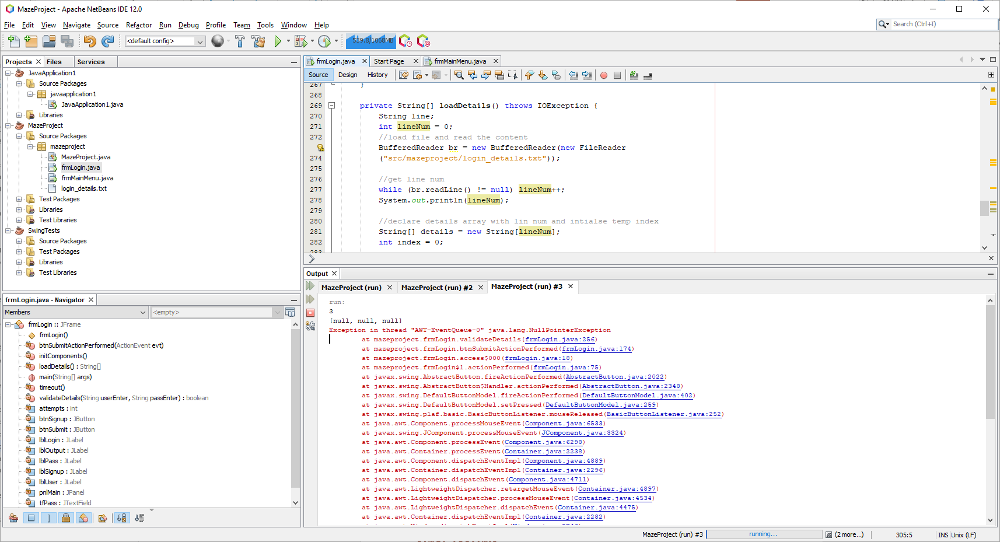 MazeProject - Apache NetBeans IDE 12.0
File Edit View Navigate Source Refactor Run Debug Profile Team Tools Window Help
Search (Ctrl+I)
<default config>
539.8/1068MB
Projects Files Services
JavaApplication1
Source Packages
javaapplication1
JavaApplication1.java
Libraries
MazeProject
Source Packages
mazeproject
MazeProject.java
frmLogin.java
frmMainMenu.java
login_details.txt
Test Packages
Libraries
Test Libraries
SwingTests
Source Packages
Test Packages
Libraries
Test Libraries
frmLogin.java - Navigator
Members
<empty>
frmLogin :: JFrame
frmLogin()
btnSubmitActionPerformed(ActionEvent evt)
initComponents()
loadDetails() : String[]
main(String[] args)
timeout()
validateDetails(String userEnter, String passEnter) : boolean
attempts : int
btnSignup : JButton
btnSubmit : JButton
lblLogin : JLabel
lblOutput : JLabel
lblPass : JLabel
lblSignup : JLabel
lblUser : JLabel
pnlMain : JPanel
tfPass : JTextField
frmLogin.java Start Page frmMainMenu.java
Source Design History
267 }
268
269 private String[] loadDetails() throws IOException {
270 String line;
271 int lineNum = 0;
272 //load file and read the content
BufferedReader br = new BufferedReader(new FileReader
274 ("src/mazeproject/login_details.txt"));
275
276 //get line num
277 while (br.readLine() != null) lineNum++;
278 System.out.println(lineNum);
279
280 //declare details array with lin num and intialse temp index
281 String[] details = new String[lineNum];
282 int index = 0;
283
Output
MazeProject (run) MazeProject (run) #2 MazeProject (run) #3
run:
3
[null, null, null]
Exception in thread "AWT-EventQueue-0" java.lang.NullPointerException
at mazeproject.frmLogin.validateDetails(frmLogin.java:256)
at mazeproject.frmLogin.btnSubmitActionPerformed(frmLogin.java:174)
at mazeproject.frmLogin.access$000(frmLogin.java:18)
at mazeproject.frmLogin$1.actionPerformed(frmLogin.java:75)
at javax.swing.AbstractButton.fireActionPerformed(AbstractButton.java:2022)
at javax.swing.AbstractButton$Handler.actionPerformed(AbstractButton.java:2348)
at javax.swing.DefaultButtonModel.fireActionPerformed(DefaultButtonModel.java:402)
at javax.swing.DefaultButtonModel.setPressed(DefaultButtonModel.java:259)
at javax.swing.plaf.basic.BasicButtonListener.mouseReleased(BasicButtonListener.java:252)
at java.awt.Component.processMouseEvent(Component.java:6533)
at javax.swing.JComponent.processMouseEvent(JComponent.java:3324)
at java.awt.Component.processEvent(Component.java:6298)
at java.awt.Container.processEvent(Container.java:2238)
at java.awt.Component.dispatchEventImpl(Component.java:4889)
at java.awt.Container.dispatchEventImpl(Container.java:2296)
at java.awt.Component.dispatchEvent(Component.java:4711)
at java.awt.LightweightDispatcher.retargetMouseEvent(Container.java:4897)
at java.awt.LightweightDispatcher.processMouseEvent(Container.java:4534)
at java.awt.LightweightDispatcher.dispatchEvent(Container.java:4475)
at java.awt.Container.dispatchEventImpl(Container.java:2282)
MazeProject (run) #3 running... (2 more...) 305:5 INS Unix (LF)